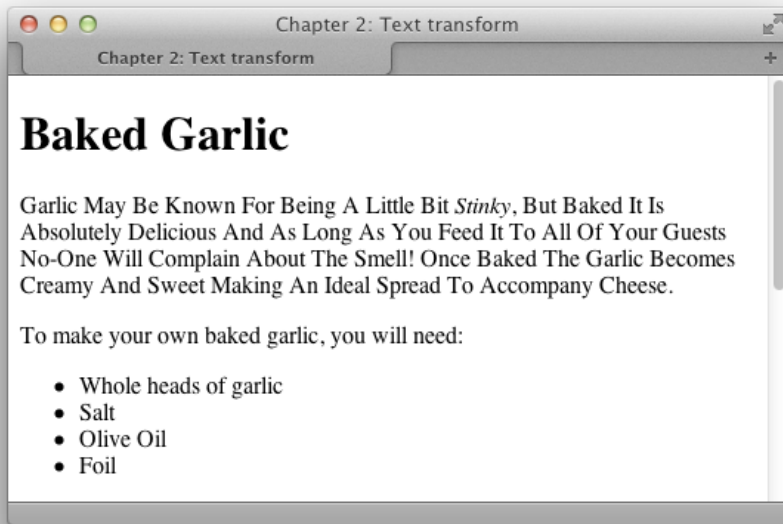 Chapter 2: Text transform
Chapter 2: Text transform
Baked Garlic
Garlic May Be Known For Being A Little Bit Stinky, But Baked It Is
Absolutely Delicious And As Long As You Feed It To All Of Your Guests
No-One Will Complain About The Smell! Once Baked The Garlic Becomes
Creamy And Sweet Making An Ideal Spread To Accompany Cheese.
To make your own baked garlic, you will need:
• Whole heads of garlic
• Salt
• Olive Oil
• Foil